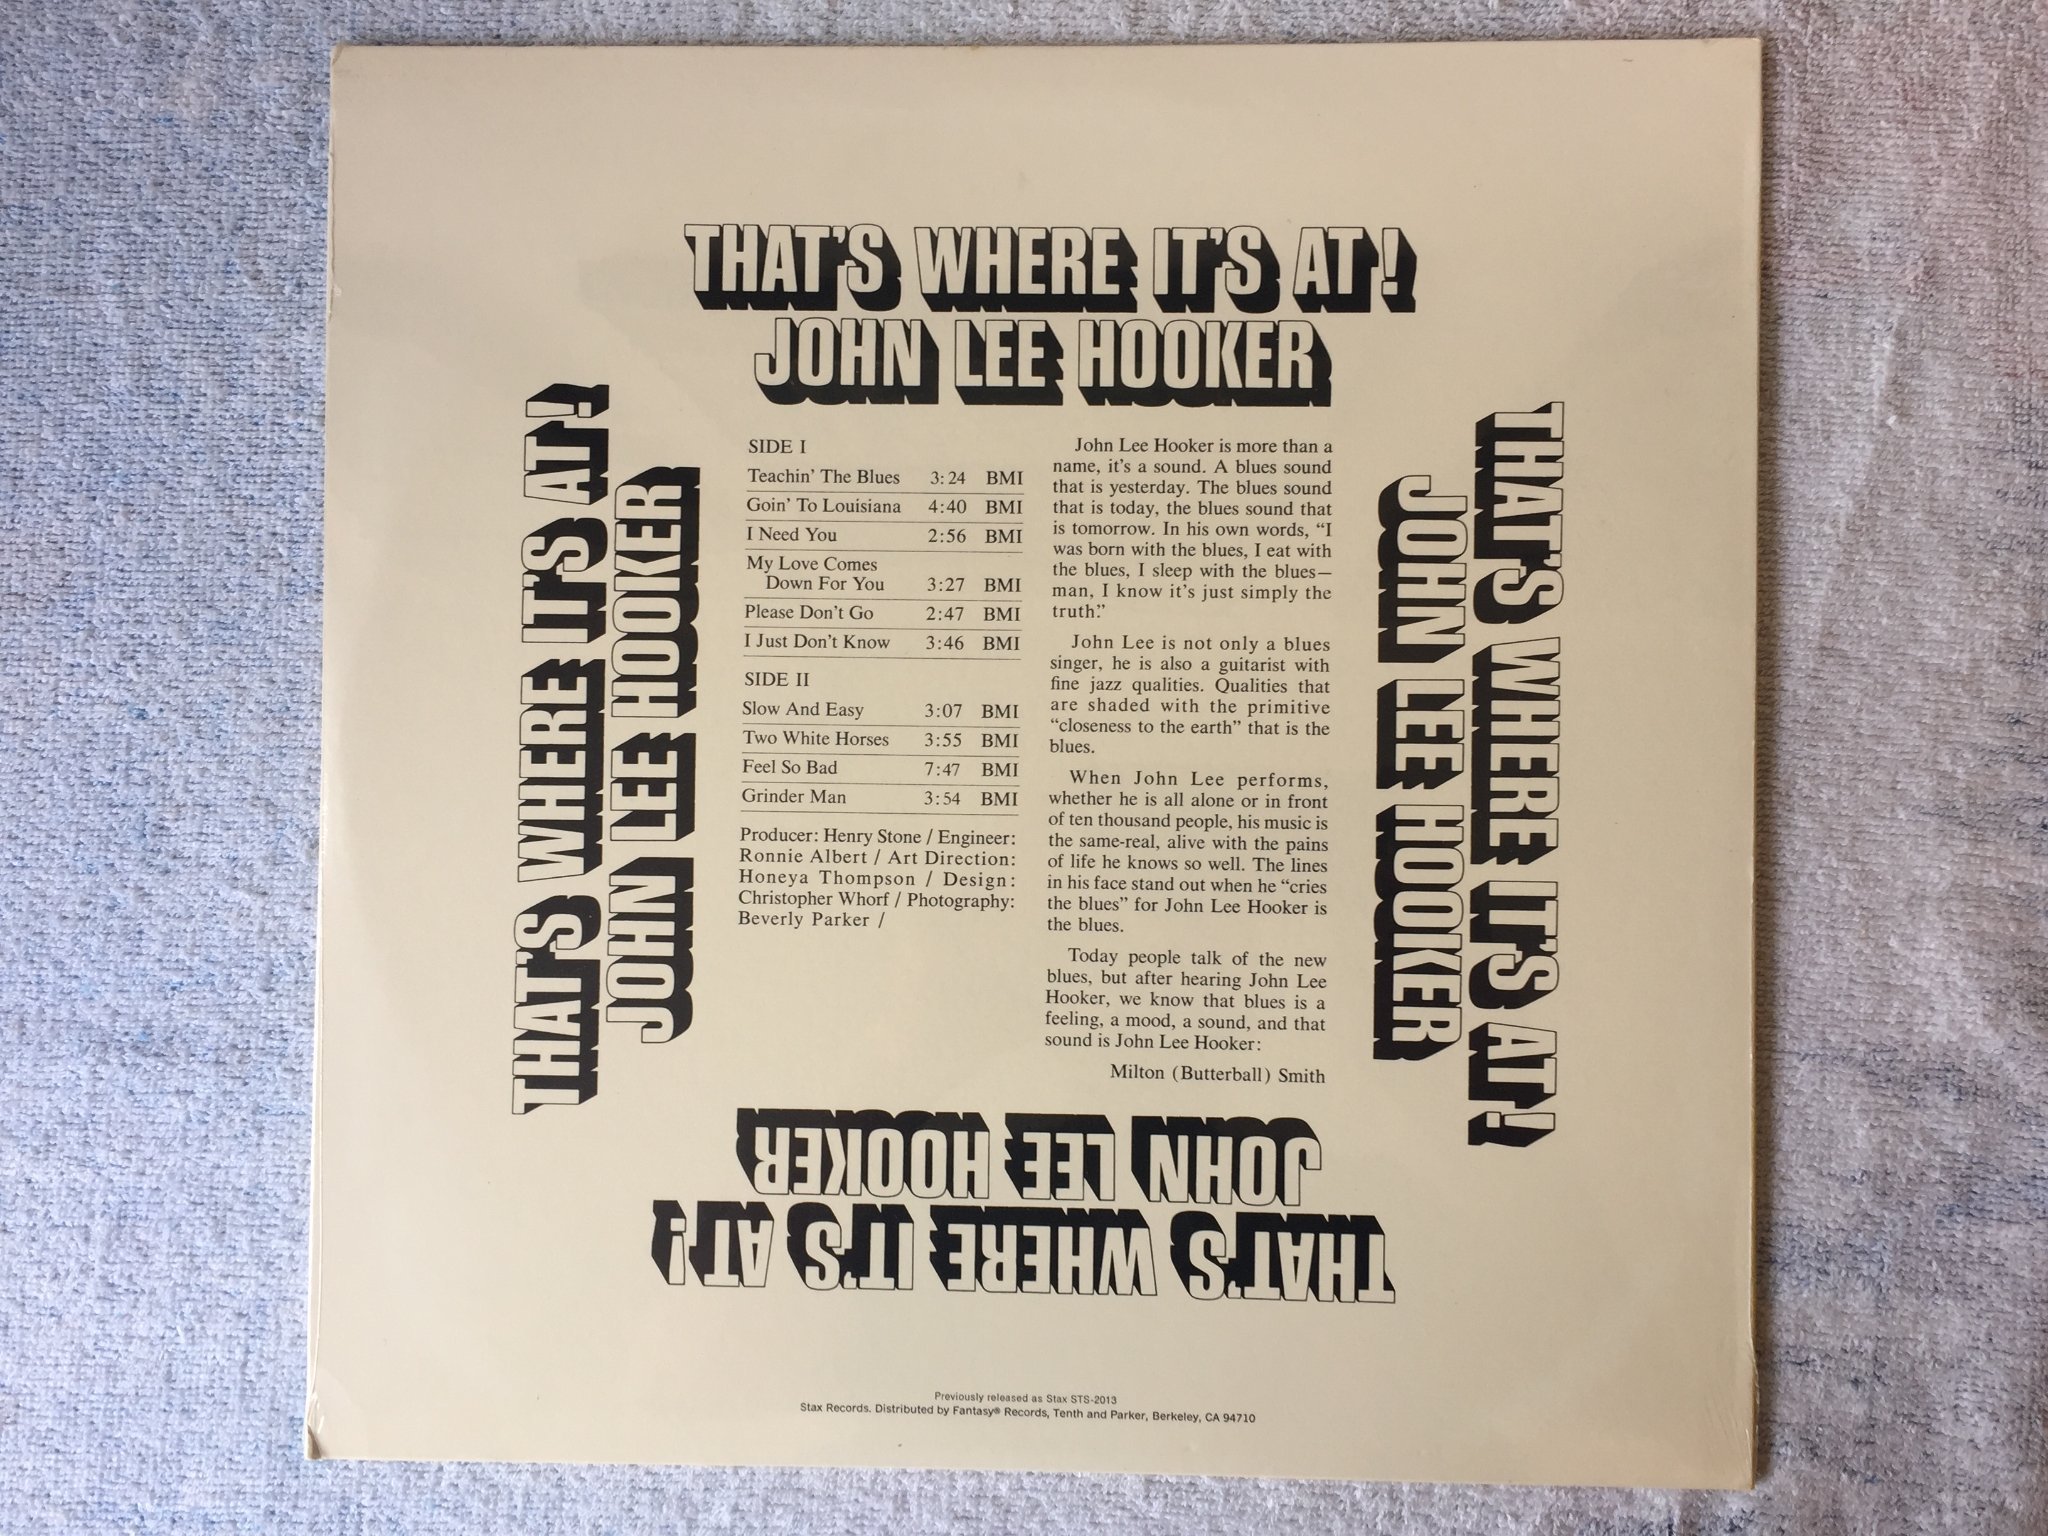 THAT'S WHERE IT'S AT!
JOHN LEE HOOKER
THAT'S WHERE IT'S AT!
JOHN LEE HOOKER
SIDE I
Teachin' The Blues 3:24 BMI
Goin' To Louisiana 4:40 BMI
I Need You 2:56 BMI
My Love Comes
Down For You 3:27 BMI
Please Don't Go 2:47 BMI
I Just Don't Know 3:46 BMI
SIDE II
Slow And Easy 3:07 BMI
Two White Horses 3:55 BMI
Feel So Bad 7:47 BMI
Grinder Man 3:54 BMI
Producer: Henry Stone / Engineer:
Ronnie Albert / Art Direction:
Honeya Thompson / Design:
Christopher Whorf / Photography:
Beverly Parker /
John Lee Hooker is more than a
name, it's a sound. A blues sound
that is yesterday. The blues sound
that is today, the blues sound that
is tomorrow. In his own words, “I
was born with the blues, I eat with
the blues, I sleep with the blues—
man, I know it's just simply the
truth.”
John Lee is not only a blues
singer, he is also a guitarist with
fine jazz qualities. Qualities that
are shaded with the primitive
“closeness to the earth” that is the
blues.
When John Lee performs,
whether he is all alone or in front
of ten thousand people, his music is
the same-real, alive with the pains
of life he knows so well. The lines
in his face stand out when he “cries
the blues” for John Lee Hooker is
the blues.
Today people talk of the new
blues, but after hearing John Lee
Hooker, we know that blues is a
feeling, a mood, a sound, and that
sound is John Lee Hooker:
Milton (Butterball) Smith
THAT'S WHERE IT'S AT!
JOHN LEE HOOKER
THAT'S WHERE IT'S AT!
JOHN LEE HOOKER
Previously released as Stax STS-2013
Stax Records. Distributed by Fantasy® Records, Tenth and Parker, Berkeley, CA 94710